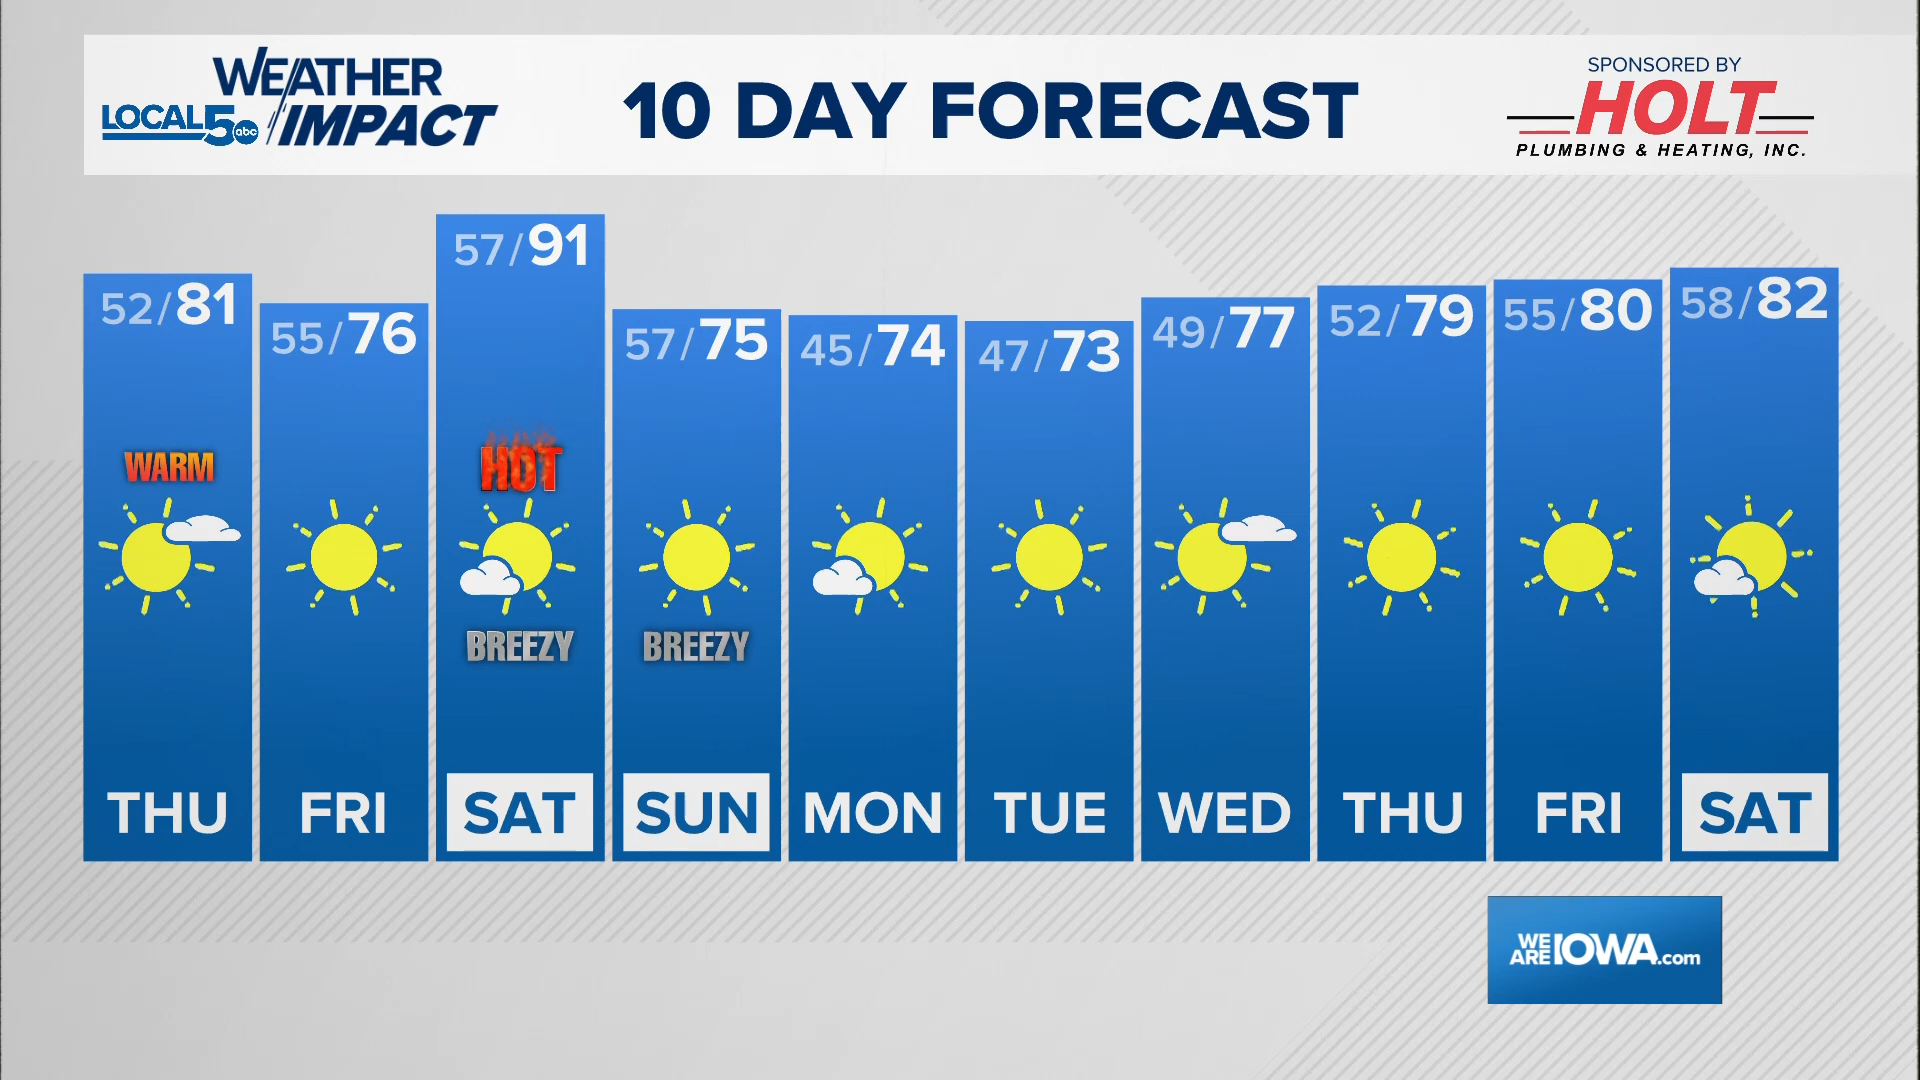 WEATHER
LOCAL 5 abc IMPACT
10 DAY FORECAST
SPONSORED BY
HOLT
PLUMBING & HEATING, INC.
52/81
55/76
57/91
57/75
45/74
47/73
49/77
52/79
55/80
58/82
WARM
HOT
BREEZY
BREEZY
THU
FRI
SAT
SUN
MON
TUE
WED
THU
FRI
SAT
WE
ARE IOWA.com